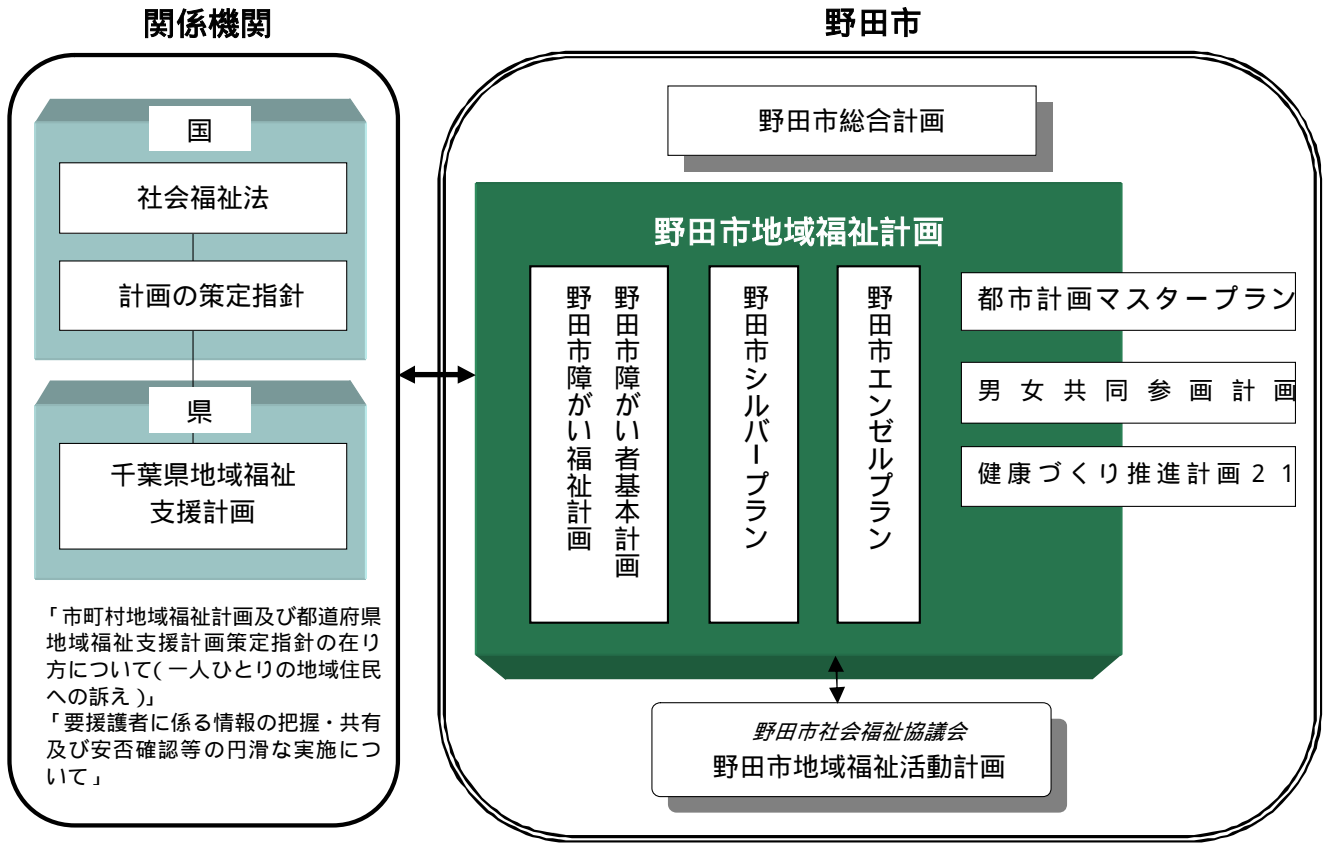 関係機関
国
社会福祉法
計画の策定指針
県
千葉県地域福祉
支援計画
「市町村地域福祉計画及び都道府県
地域福祉支援計画策定指針の在り
方について(一人ひとりの地域住民
への訴え)」
「要援護者に係る情報の把握・共有
及び安否確認等の円滑な実施につ
いて」
野田市
野田市総合計画
野田市地域福祉計画
野田市障がい者基本計画
野田市障がい福祉計画
野田市シルバープラン
野田市エンゼルプラン
都市計画マスタープラン
男女共同参画計画
健康づくり推進計画21
野田市社会福祉協議会
野田市地域福祉活動計画